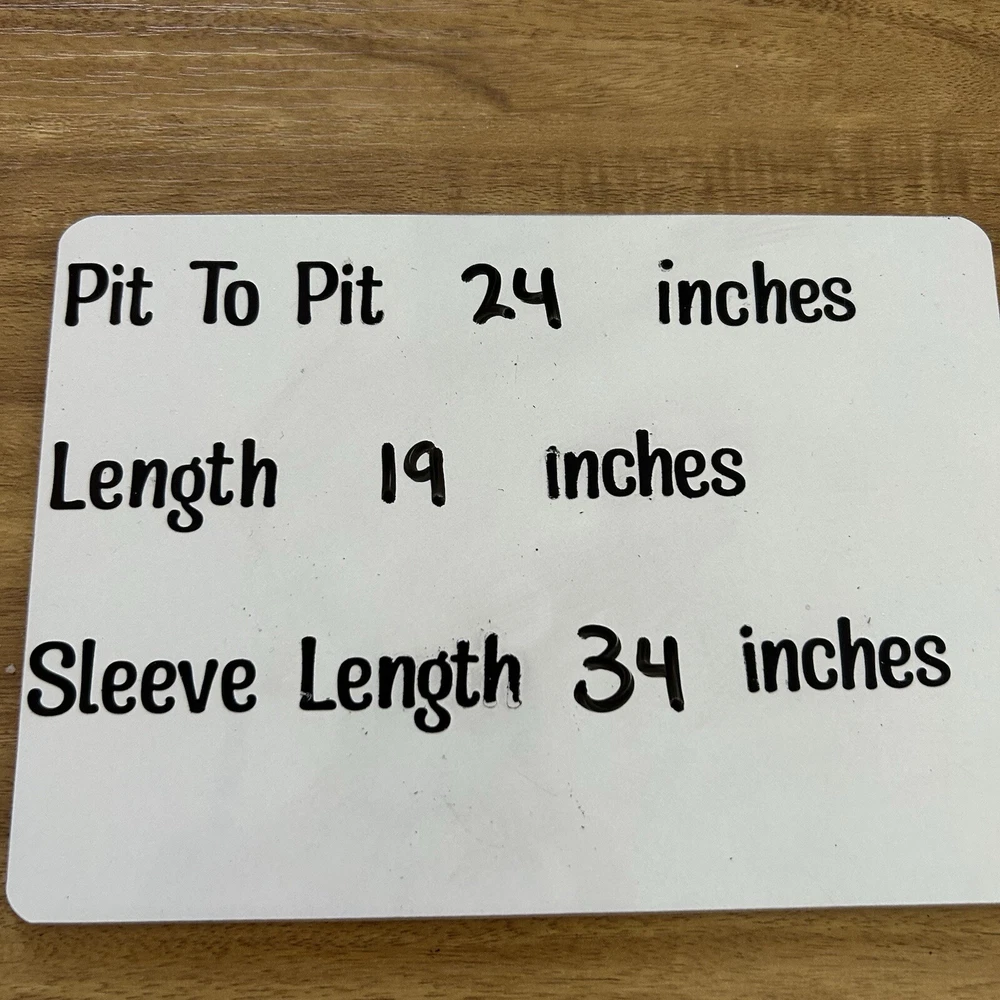 Pit To Pit 24 inches
Length 19 inches
Sleeve Length 34 inches